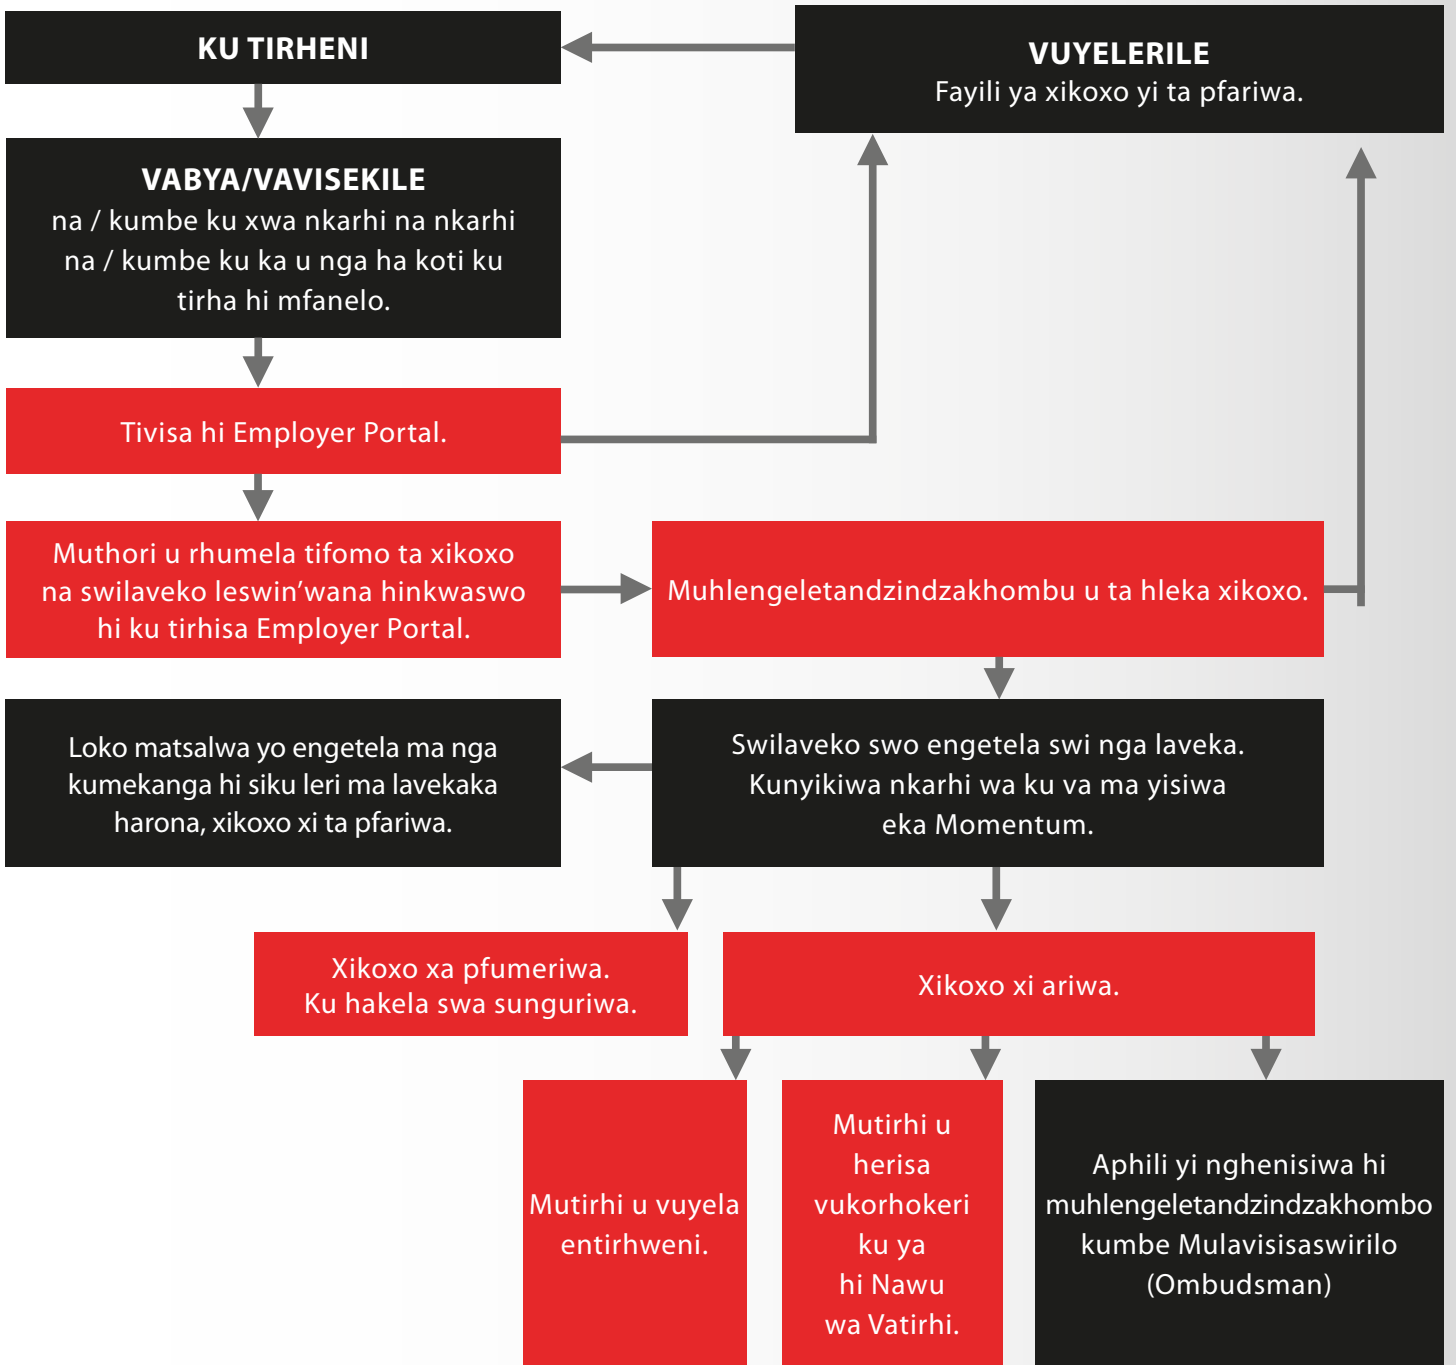 KU TIRHENI
VUYELERILE
Fayili ya xikoxo yi ta pfariwa.
VABYA/VAVISEKILE
na / kumbe ku xwa nkarhi na nkarhi
na / kumbe ku ka u nga ha koti ku
tirha hi mfanelo.
Tivisa hi Employer Portal.
Muthori u rhumela tifomo ta xikoxo
na swilaveko leswin’wana hinkwaswo
hi ku tirhisa Employer Portal.
Muhlengeletandzindzakhombu u ta hleka xikoxo.
Loko matsalwa yo engetela ma nga
kumekanga hi siku leri ma lavekaka
harona, xikoxo xi ta pfariwa.
Swilaveko swo engetela swi nga laveka.
Kunyikiwa nkarhi wa ku va ma yisiwa
eka Momentum.
Xikoxo xa pfumeriwa.
Ku hakela swa sunguriwa.
Xikoxo xi ariwa.
Mutirhi u vuyela
entirhweni.
Mutirhi u
herisa
vukorhokeri
ku ya
hi Nawu
wa Vatirhi.
Aphili yi nghenisiwa hi
muhlengeletandzindzakhombo
kumbe Mulavisisaswirilo
(Ombudsman)